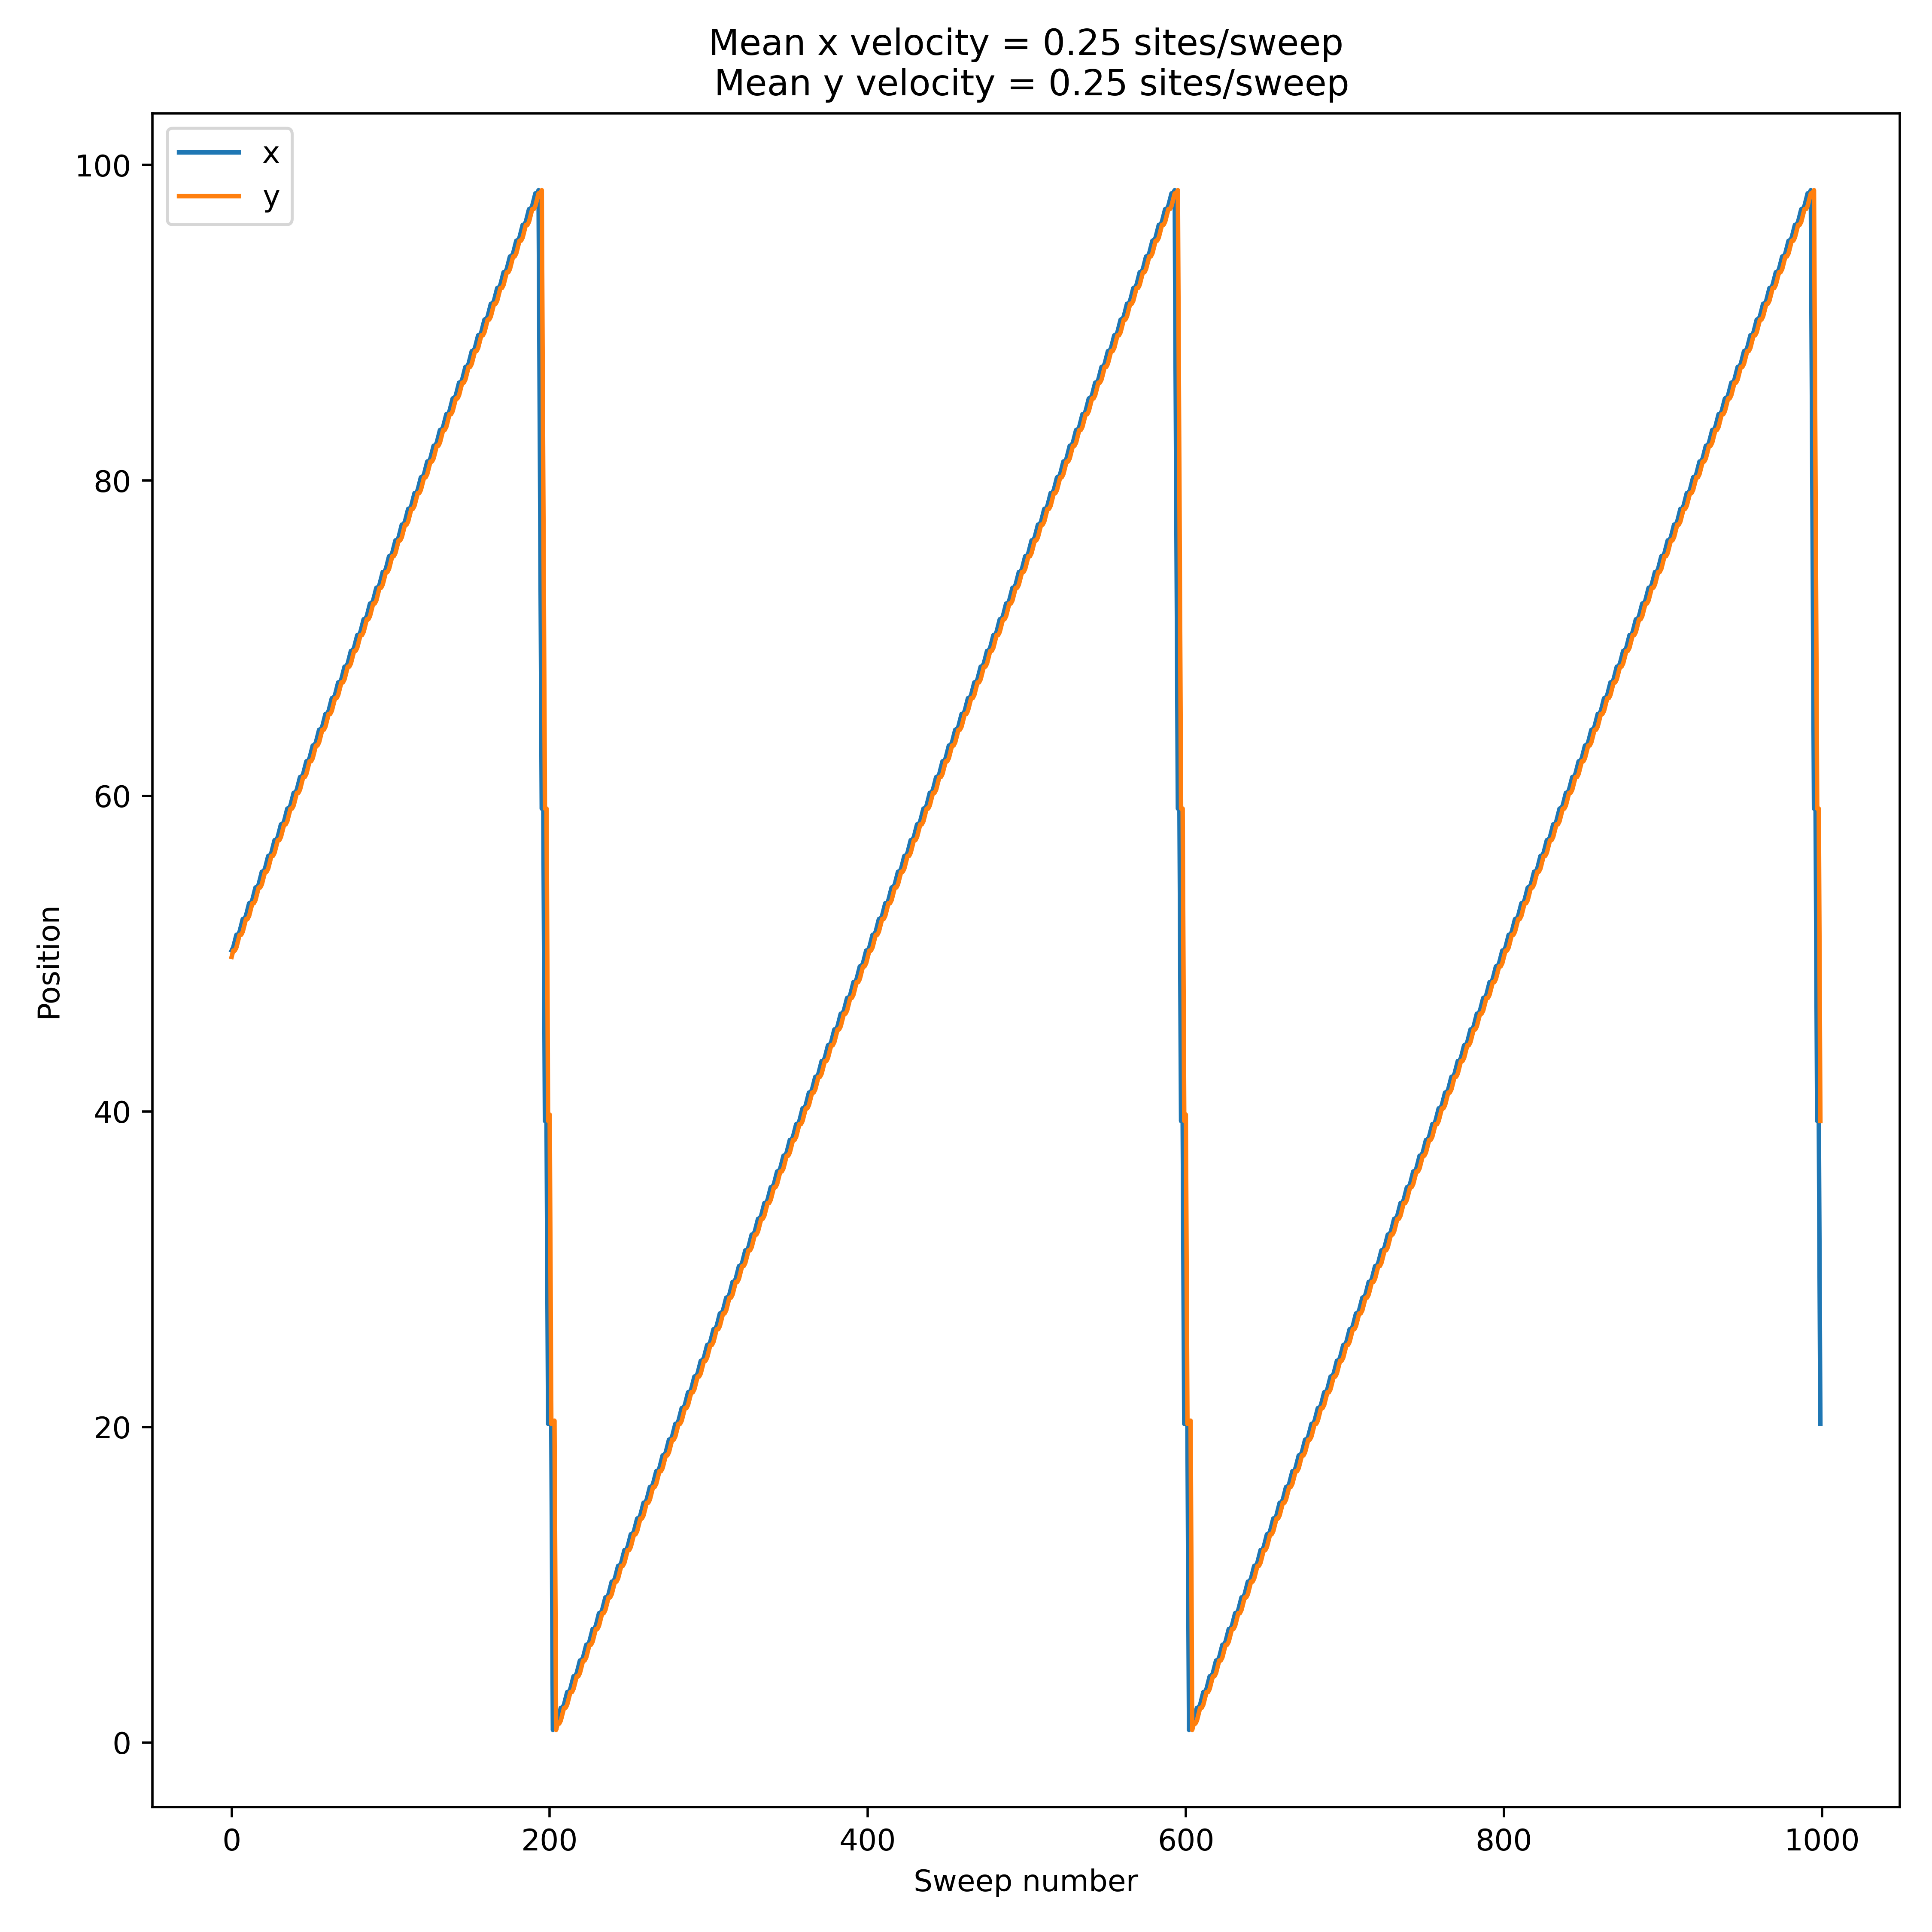 Mean x velocity = 0.25 sites/sweep
Mean y velocity = 0.25 sites/sweep
x
y
100
80
60
40
20
0
Position
0 200 400 600 800 1000
Sweep number